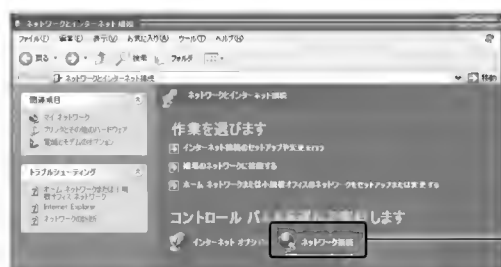 ネットワークとインターネット接続
ファイル(F) 編集(E) 表示(V) お気に入り(A) ツール(T) ヘルプ(H)
戻る 検索 フォルダ
ネットワークとインターネット接続 移動
関連項目
マイ ネットワーク
プリンタとその他のハードウェア
電話とモデムのオプション
トラブルシューティング
ホーム ネットワークまたは小規模オフィス ネットワーク
Internet Explorer
ネットワークの診断
ネットワークとインターネット接続
作業を選びます
インターネット接続のセットアップや変更を行う
職場のネットワークに接続する
ホーム ネットワークまたは小規模オフィスのネットワークをセットアップまたは変更する
コントロール します
インターネット オプション ネットワーク接続